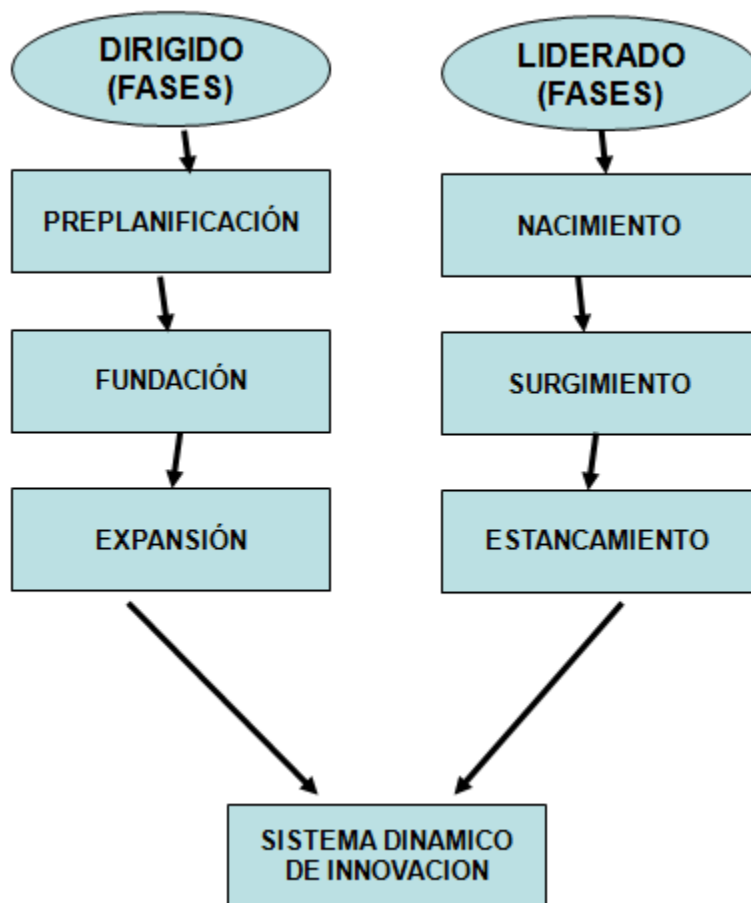 DIRIGIDO
(FASES)
PREPLANIFICACIÓN
FUNDACIÓN
EXPANSIÓN
LIDERADO
(FASES)
NACIMIENTO
SURGIMIENTO
ESTANCAMIENTO
SISTEMA DINAMICO
DE INNOVACION